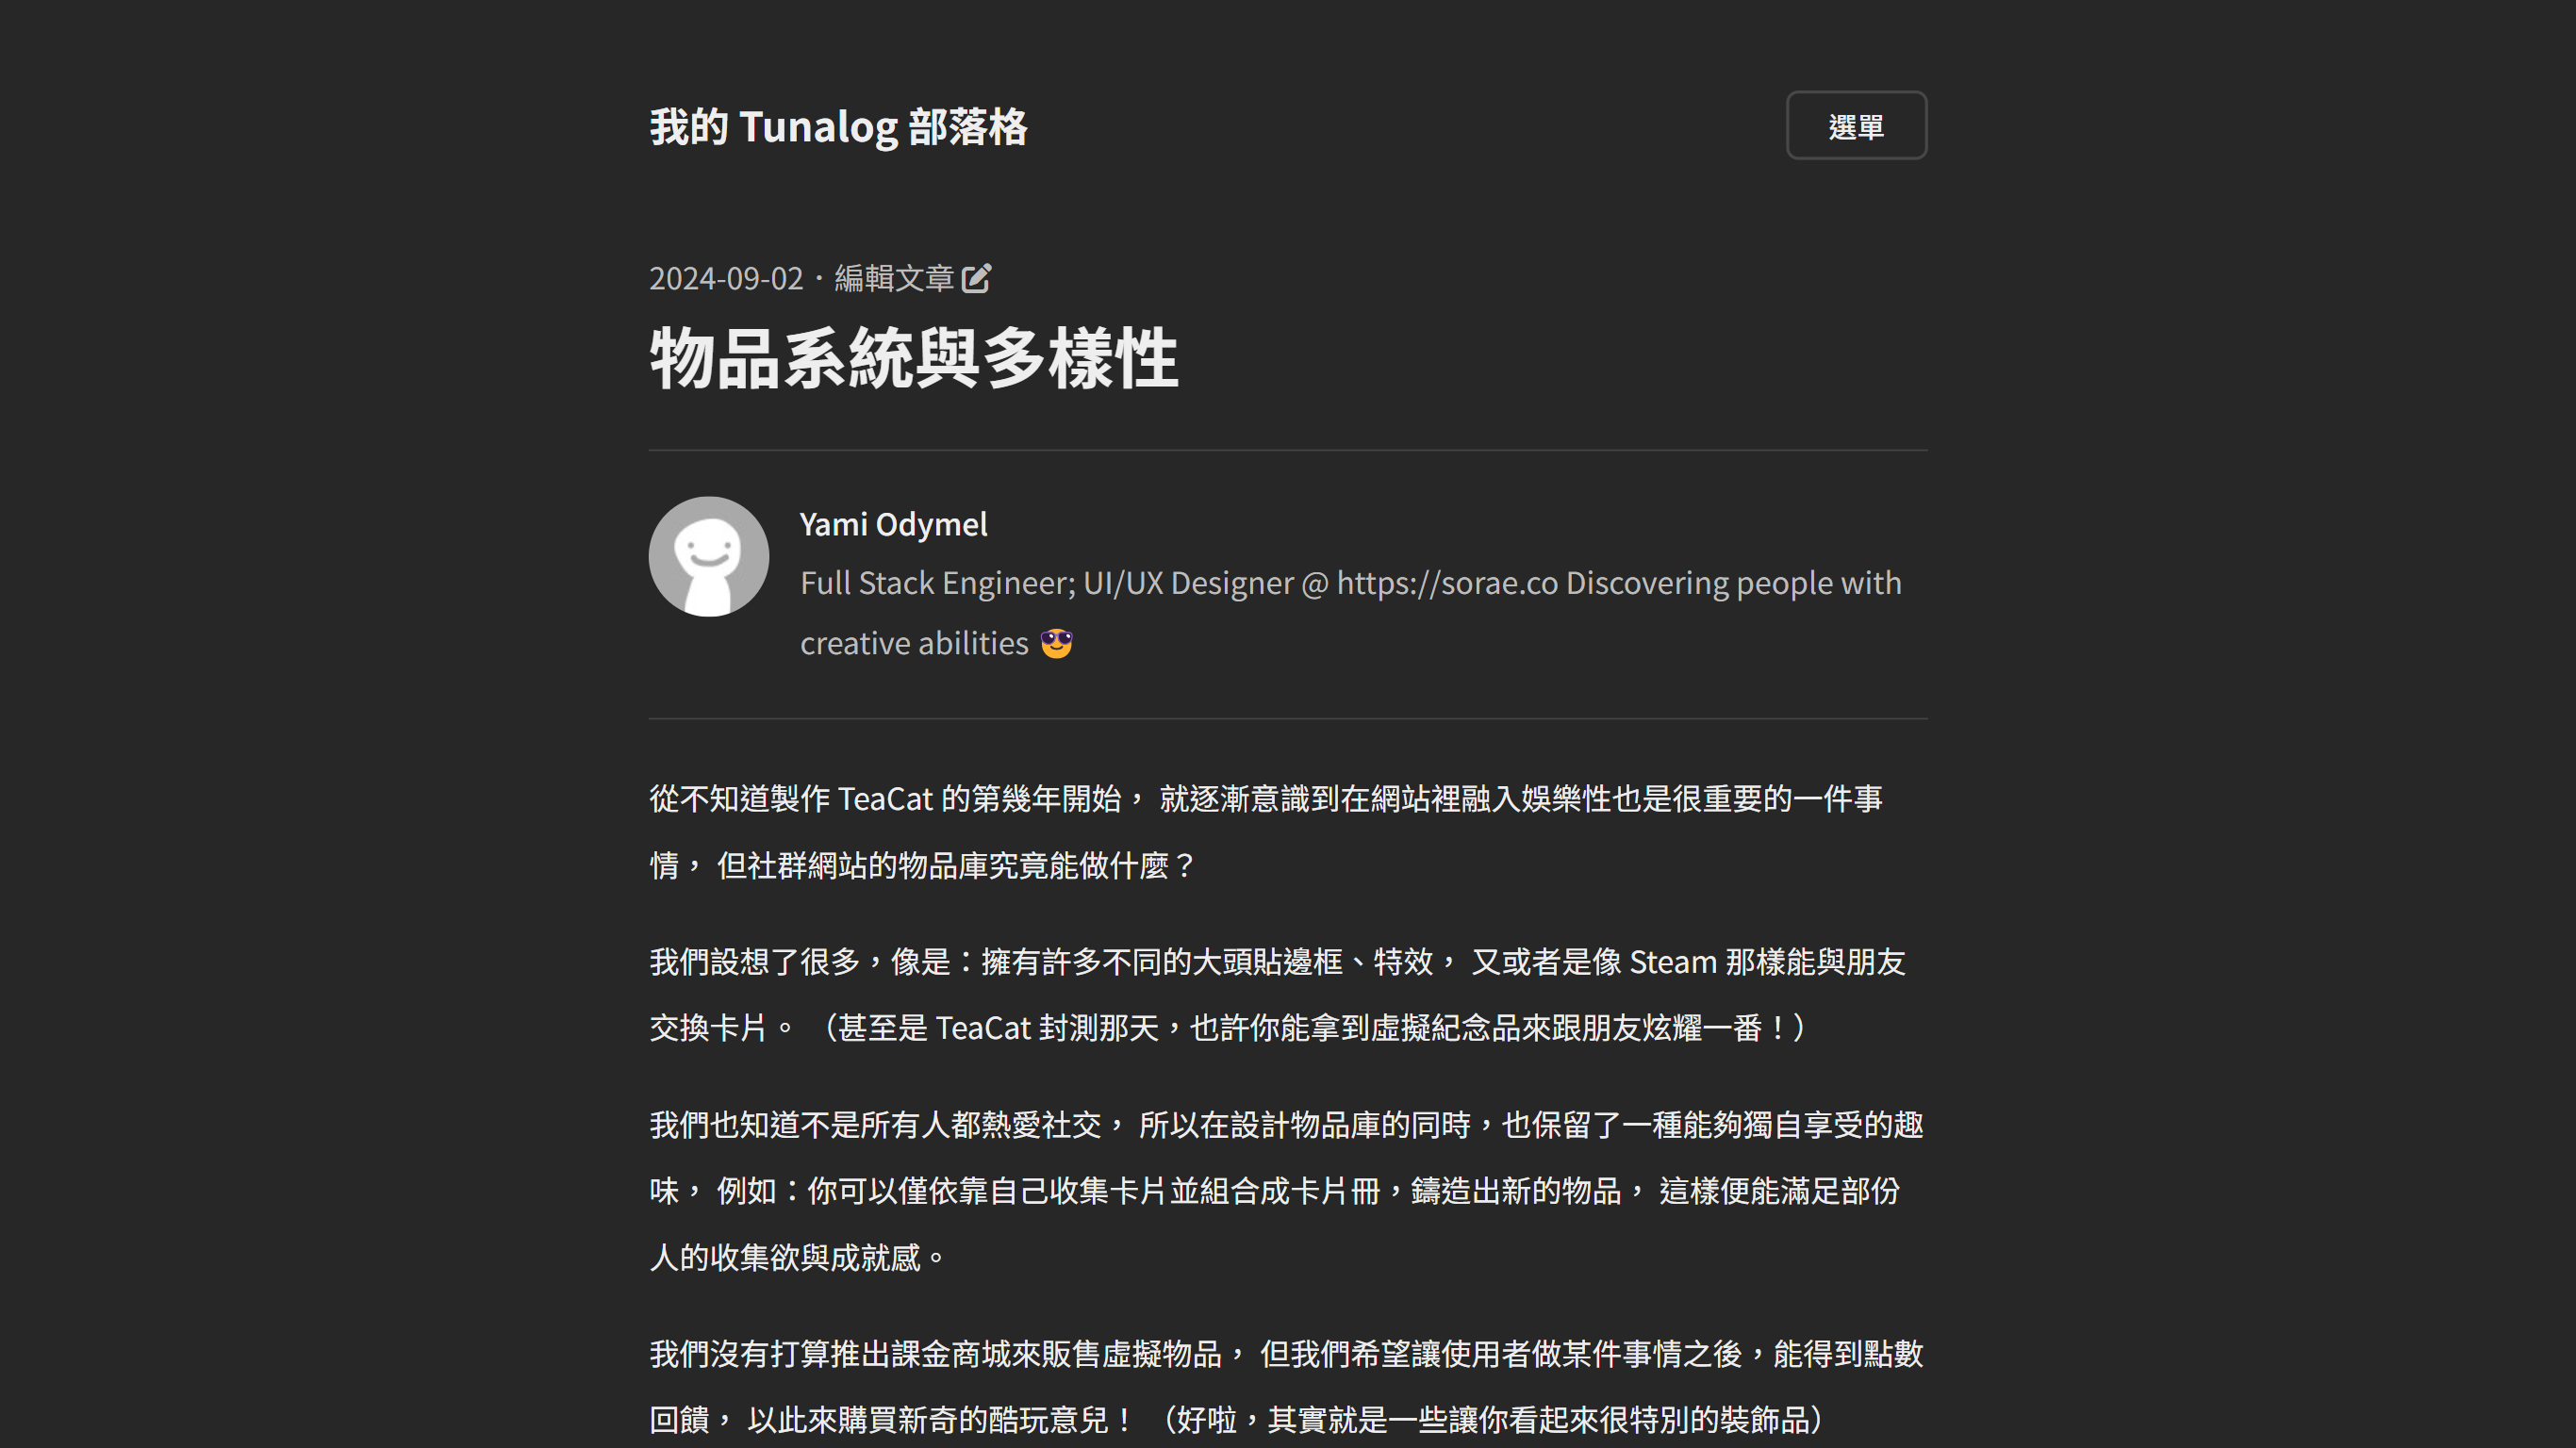 我的 Tunalog 部落格
選單
2024-09-02・編輯文章
物品系統與多樣性
Yami Odymel
Full Stack Engineer; UI/UX Designer @ https://sorae.co Discovering people with
creative abilities 😎
從不知道製作 TeaCat 的第幾年開始， 就逐漸意識到在網站裡融入娛樂性也是很重要的一件事
情， 但社群網站的物品庫究竟能做什麼？
我們設想了很多，像是：擁有許多不同的大頭貼邊框、特效， 又或者是像 Steam 那樣能與朋友
交換卡片。 （甚至是 TeaCat 封測那天，也許你能拿到虛擬紀念品來跟朋友炫耀一番！）
我們也知道不是所有人都熱愛社交， 所以在設計物品庫的同時，也保留了一種能夠獨自享受的趣
味， 例如：你可以僅依靠自己收集卡片並組合成卡片冊，鑄造出新的物品， 這樣便能滿足部份
人的收集欲與成就感。
我們沒有打算推出課金商城來販售虛擬物品， 但我們希望讓使用者做某件事情之後，能得到點數
回饋， 以此來購買新奇的酷玩意兒！ （好啦，其實就是一些讓你看起來很特別的裝飾品）